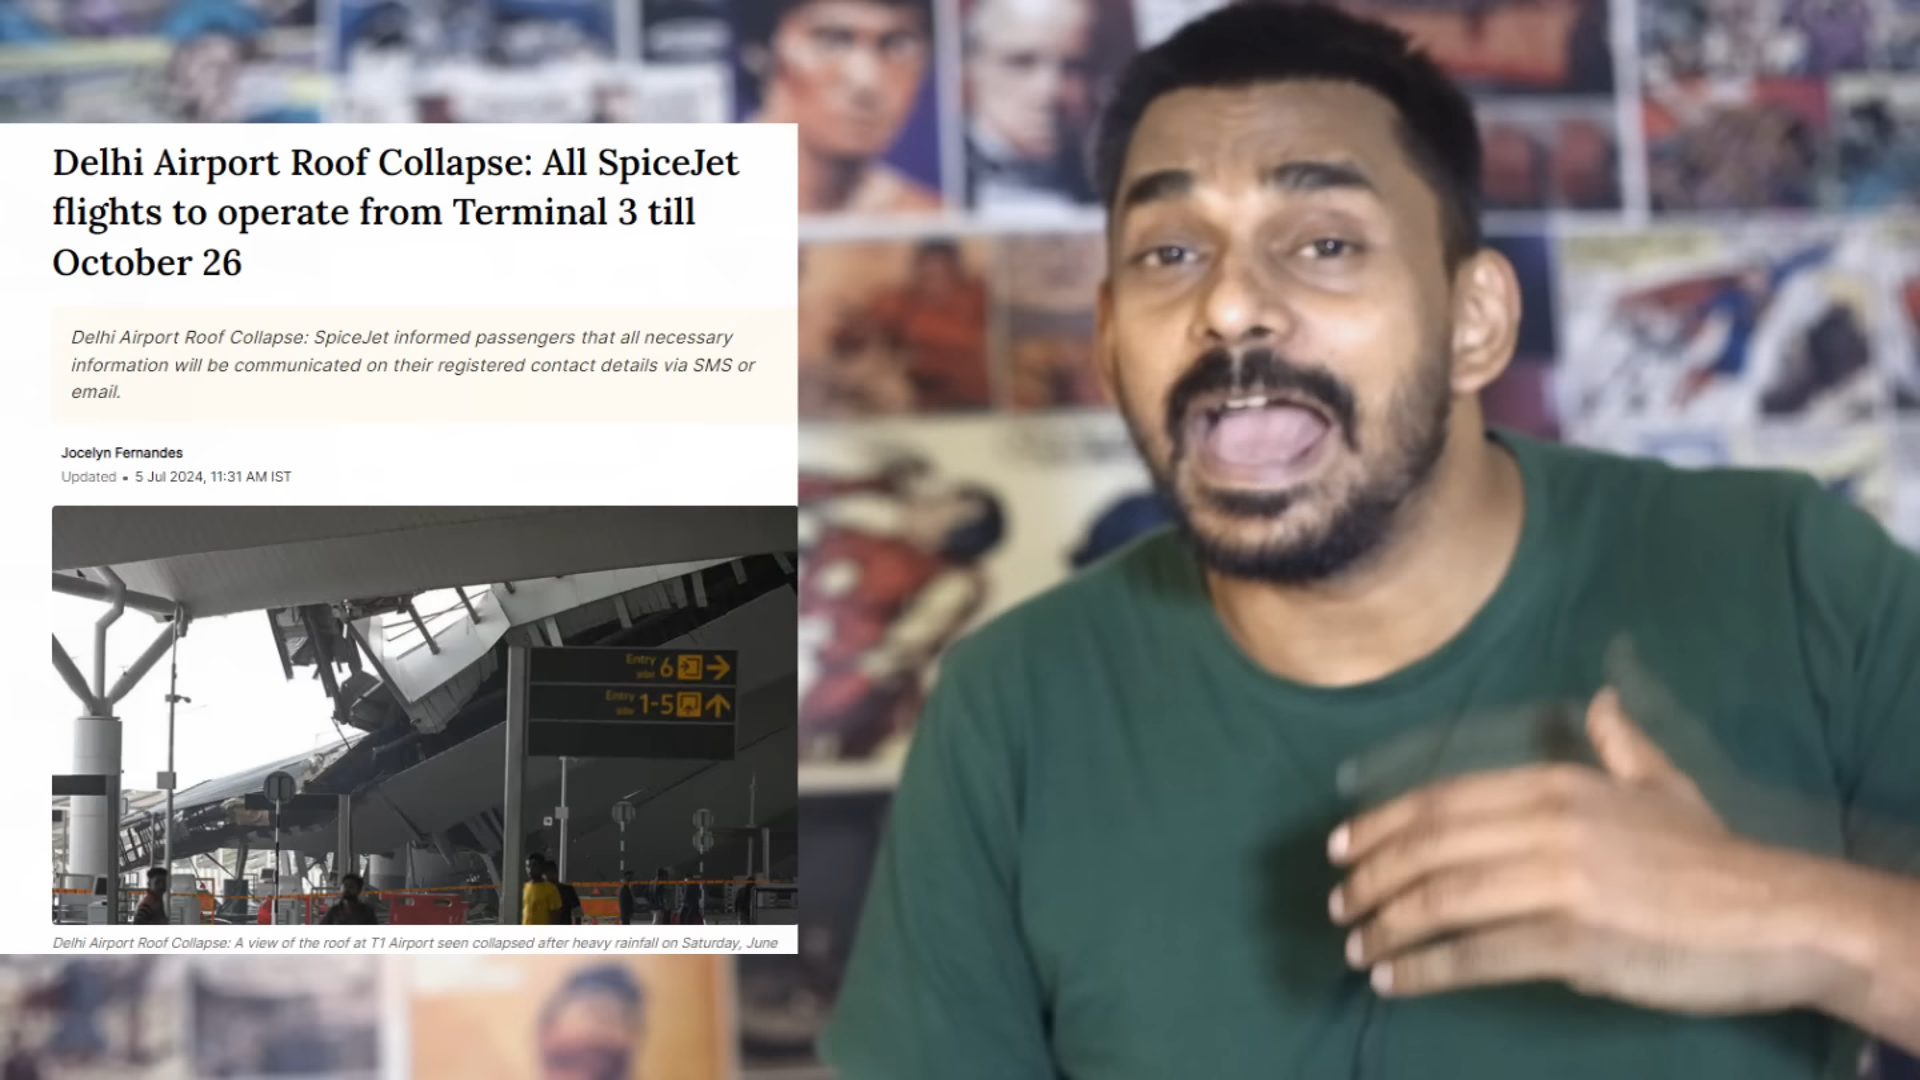 Delhi Airport Roof Collapse: All SpiceJet
flights to operate from Terminal 3 till
October 26
Delhi Airport Roof Collapse: SpiceJet informed passengers that all necessary
information will be communicated on their registered contact details via SMS or
email.
Jocelyn Fernandes
Updated • 5 Jul 2024, 11:31 AM IST
Entry 6
प्रवेश
Entry 1-5
प्रवेश
Delhi Airport Roof Collapse: A view of the roof at T1 Airport seen collapsed after heavy rainfall on Saturday, June